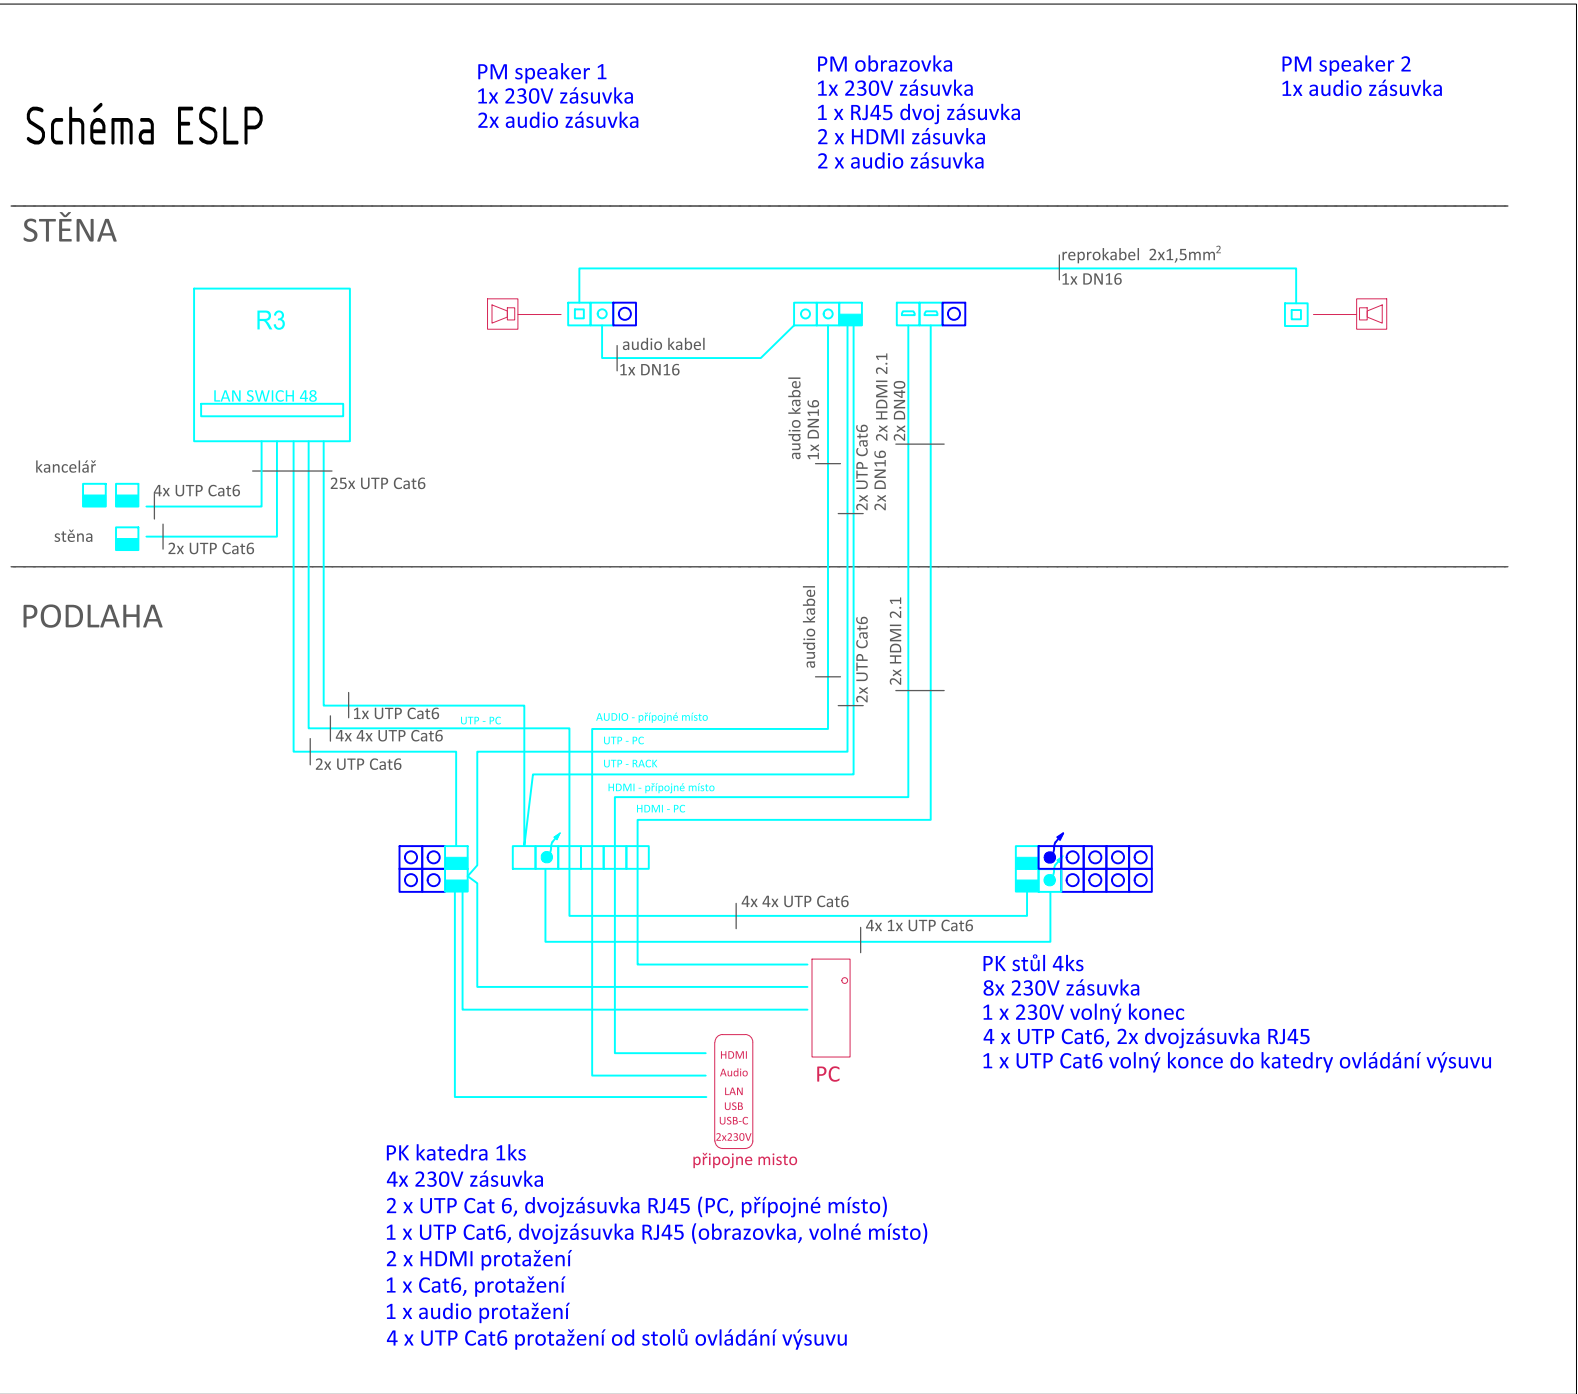 Schéma ESLP
PM speaker 1
1x 230V zásuvka
2x audio zásuvka
PM obrazovka
1x 230V zásuvka
1 x RJ45 dvoj zásuvka
2 x HDMI zásuvka
2 x audio zásuvka
PM speaker 2
1x audio zásuvka
STĚNA
reprokabel 2x1,5mm²
1x DN16
R3
LAN SWICH 48
audio kabel
1x DN16
audio kabel
1x DN16
2x UTP Cat6
2x DN16
2x HDMI 2.1
2x DN40
kancelář
4x UTP Cat6
25x UTP Cat6
stěna
2x UTP Cat6
PODLAHA
audio kabel
2x UTP Cat6
2x HDMI 2.1
1x UTP Cat6
4x 4x UTP Cat6
2x UTP Cat6
UTP - PC
AUDIO - přípojné místo
UTP - PC
UTP - RACK
HDMI - přípojné místo
HDMI - PC
4x 4x UTP Cat6
4x 1x UTP Cat6
PK stůl 4ks
8x 230V zásuvka
1 x 230V volný konec
4 x UTP Cat6, 2x dvojzásuvka RJ45
1 x UTP Cat6 volný konce do katedry ovládání výsuvu
PC
HDMI
Audio
LAN
USB
USB-C
2x230V
připojne misto
PK katedra 1ks
4x 230V zásuvka
2 x UTP Cat 6, dvojzásuvka RJ45 (PC, přípojné místo)
1 x UTP Cat6, dvojzásuvka RJ45 (obrazovka, volné místo)
2 x HDMI protažení
1 x Cat6, protažení
1 x audio protažení
4 x UTP Cat6 protažení od stolů ovládání výsuvu